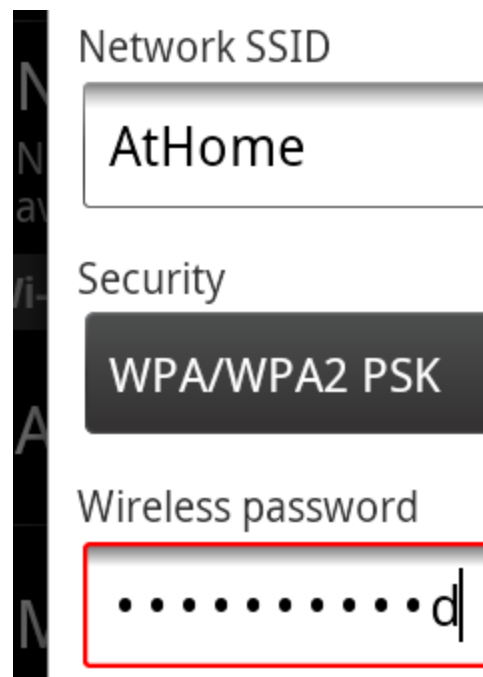 Network SSID
AtHome
Security
WPA/WPA2 PSK
Wireless password
••••••••••d